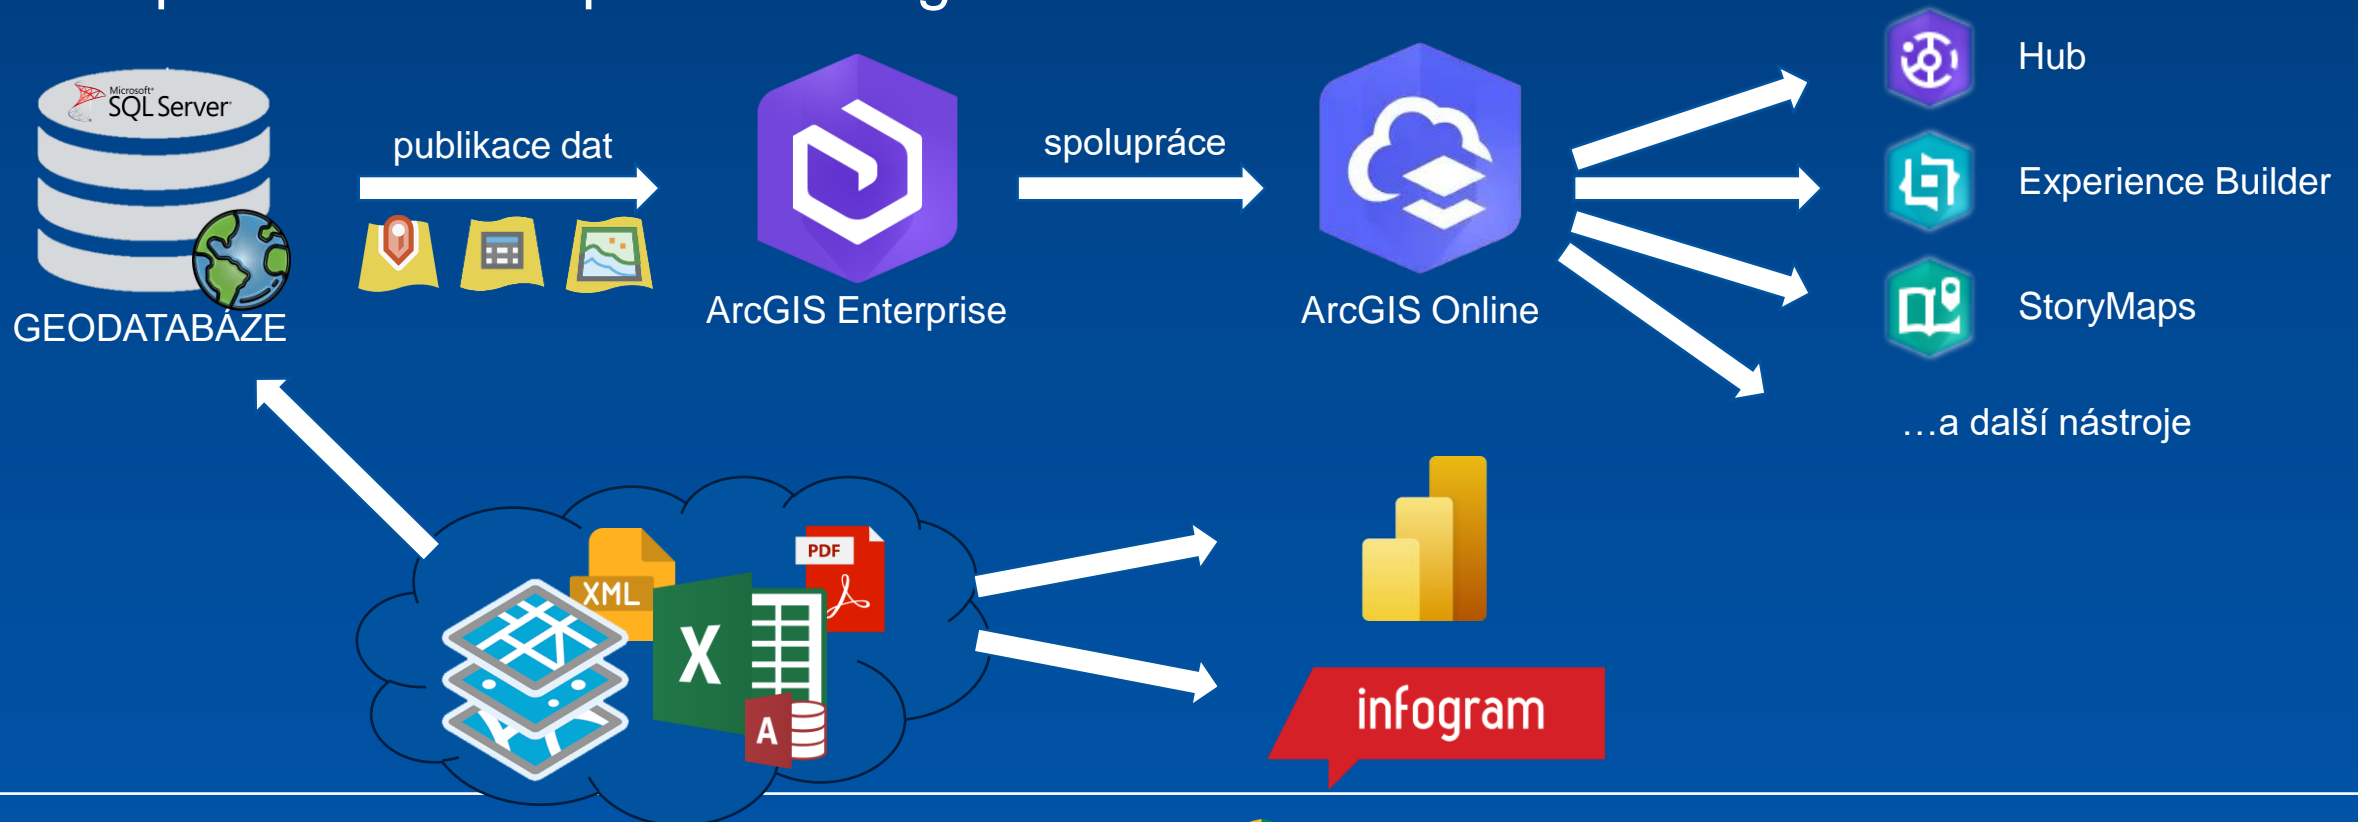 Microsoft
SQL Server
publikace dat
spolupráce
Hub
Experience Builder
StoryMaps
…a další nástroje
GEODATABÁZE
ArcGIS Enterprise
ArcGIS Online
XML
PDF
X
A
infogram